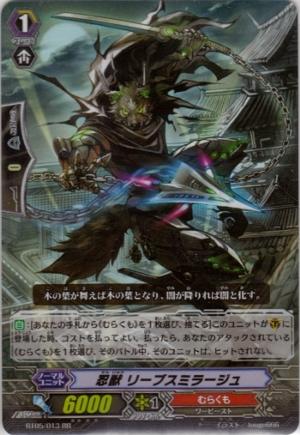 1
木の葉が舞えば木の葉となり、闇が降りれば闇と化す。
ノーマル
ユニット
自:[あなたの手札から《むらくも》を1枚選び、捨てる]このユニットが(G)に
登場した時、コストを払ってよい。払ったら、あなたのアタックされている
《むらくも》を1枚選び、そのバトル中、そのユニットは、ヒットされない。
忍獣 リーブスミラージュ
6000
1
むらくも
ワービースト
BT05-013 RR